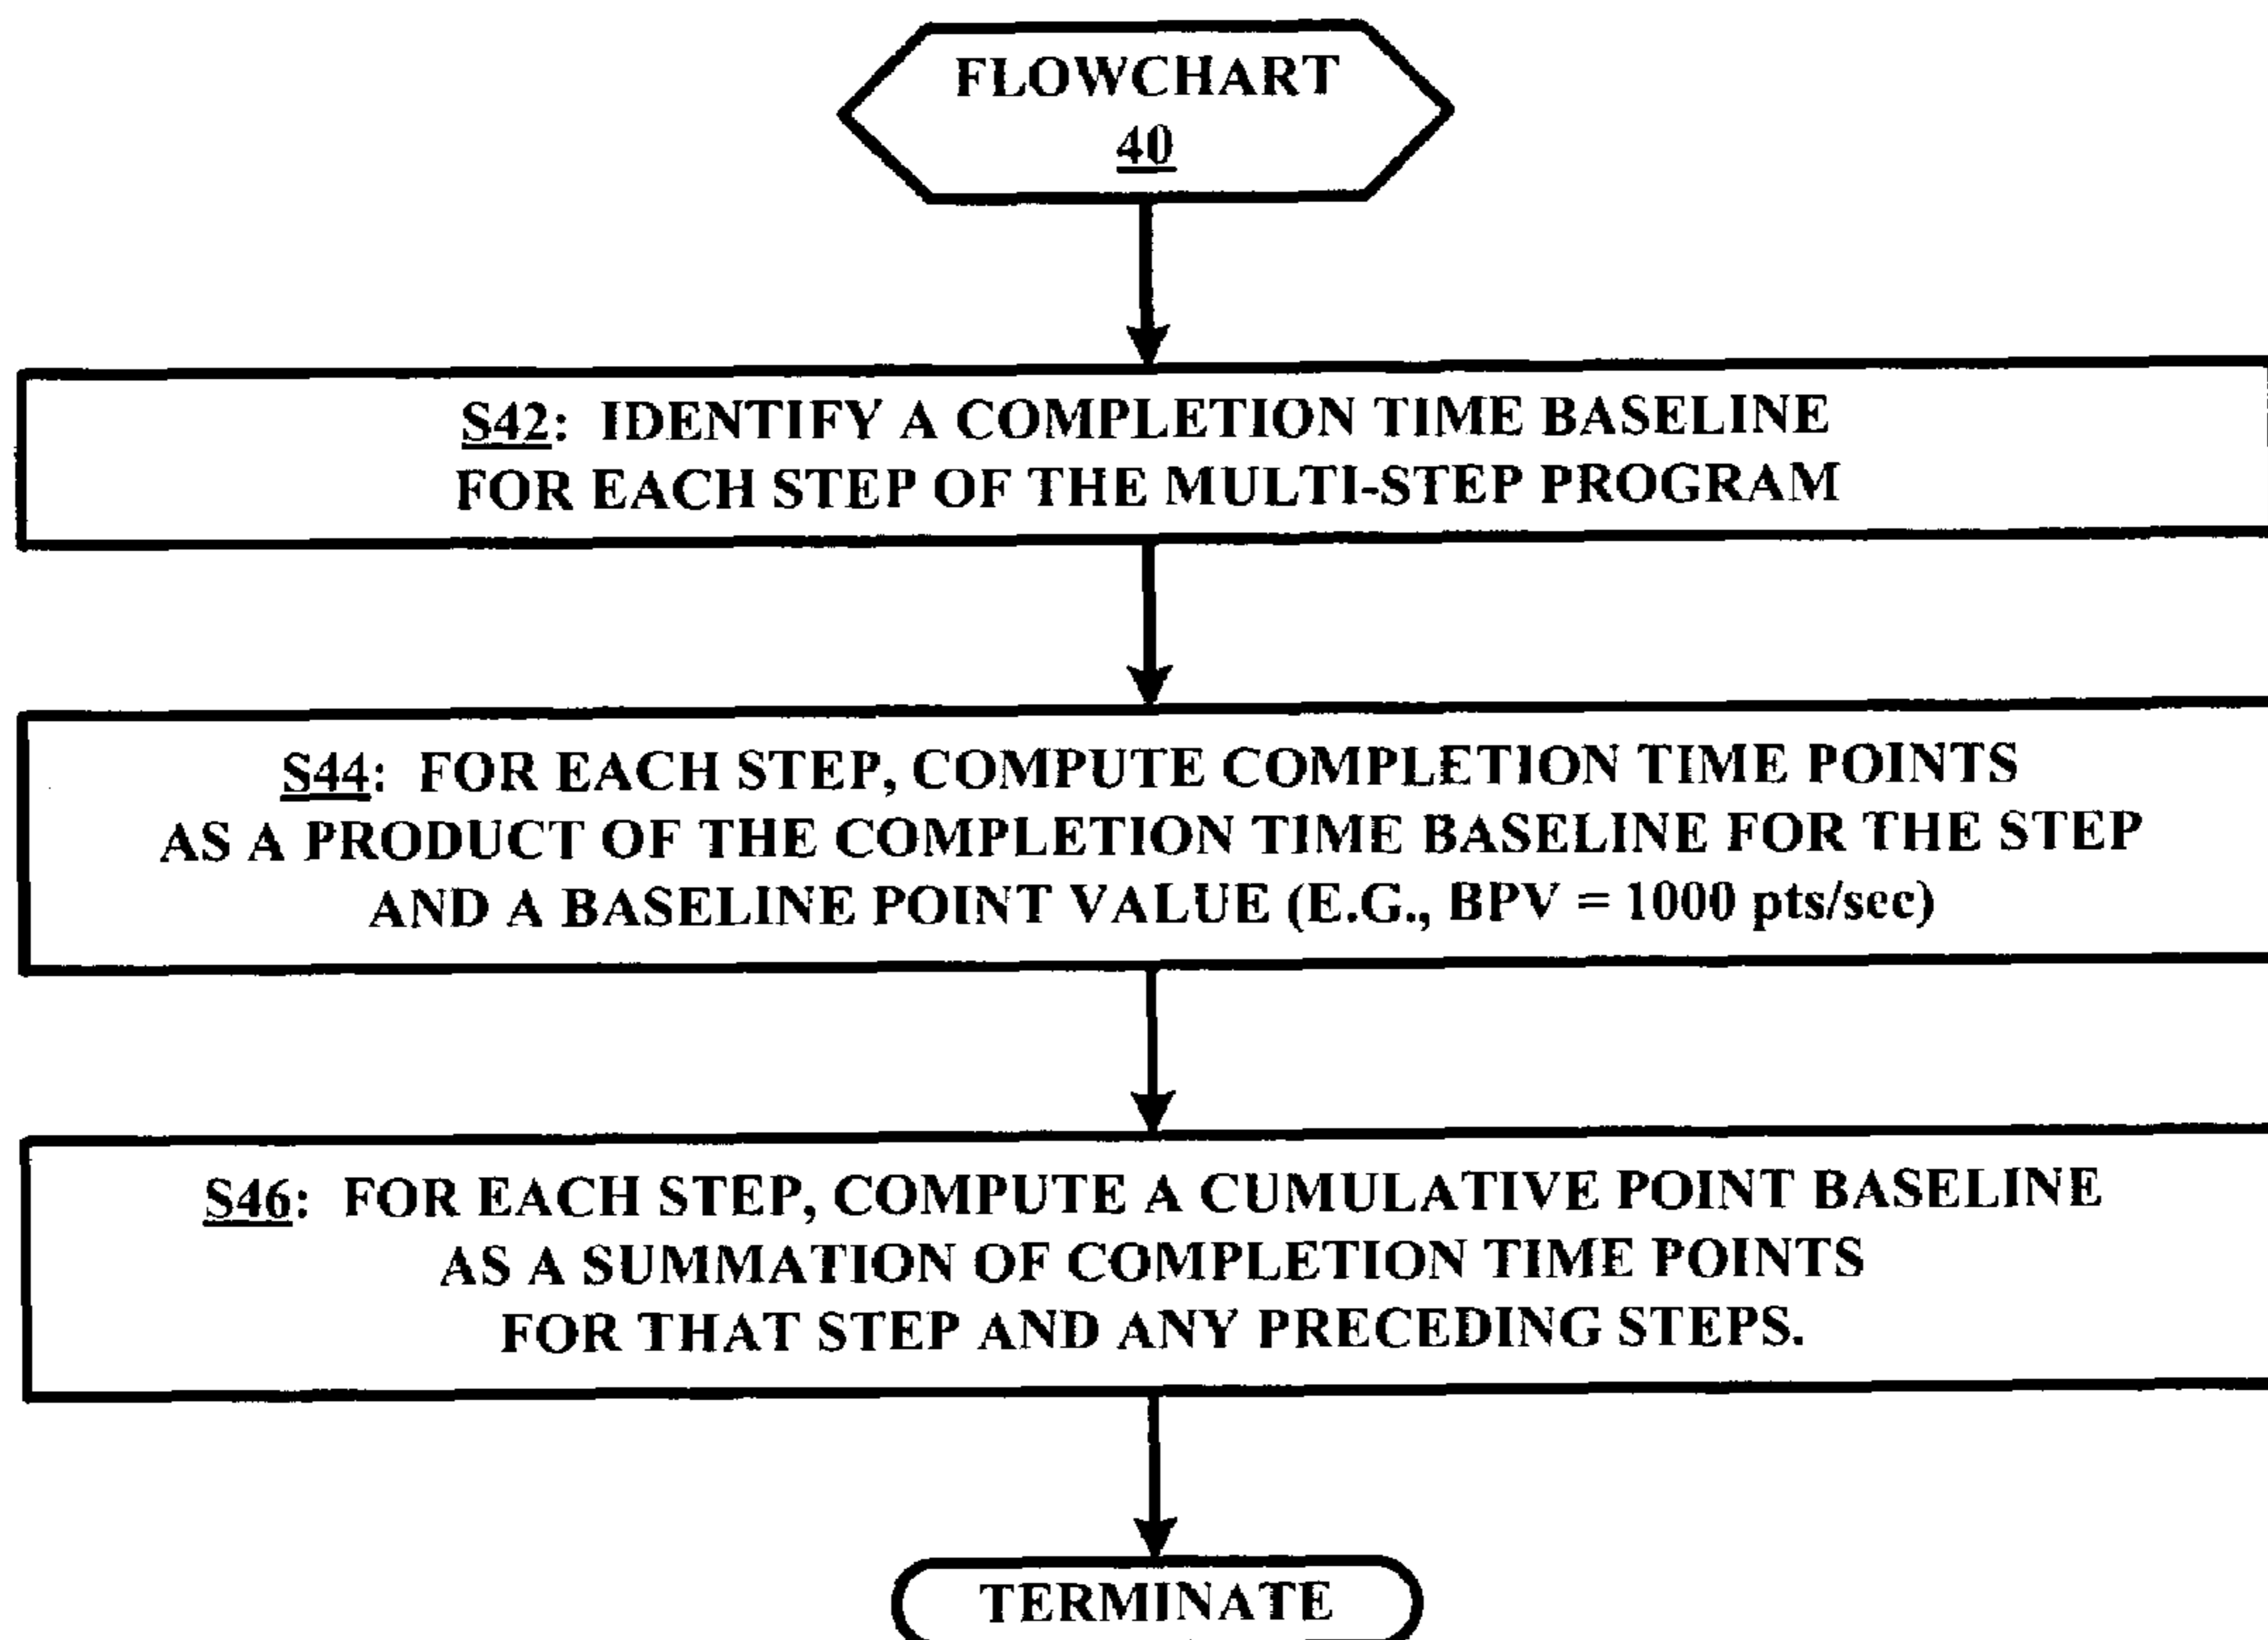 FLOWCHART
40
S42: IDENTIFY A COMPLETION TIME BASELINE
FOR EACH STEP OF THE MULTI-STEP PROGRAM
S44: FOR EACH STEP, COMPUTE COMPLETION TIME POINTS
AS A PRODUCT OF THE COMPLETION TIME BASELINE FOR THE STEP
AND A BASELINE POINT VALUE (E.G., BPV = 1000 pts/sec)
S46: FOR EACH STEP, COMPUTE A CUMULATIVE POINT BASELINE
AS A SUMMATION OF COMPLETION TIME POINTS
FOR THAT STEP AND ANY PRECEDING STEPS.
TERMINATE